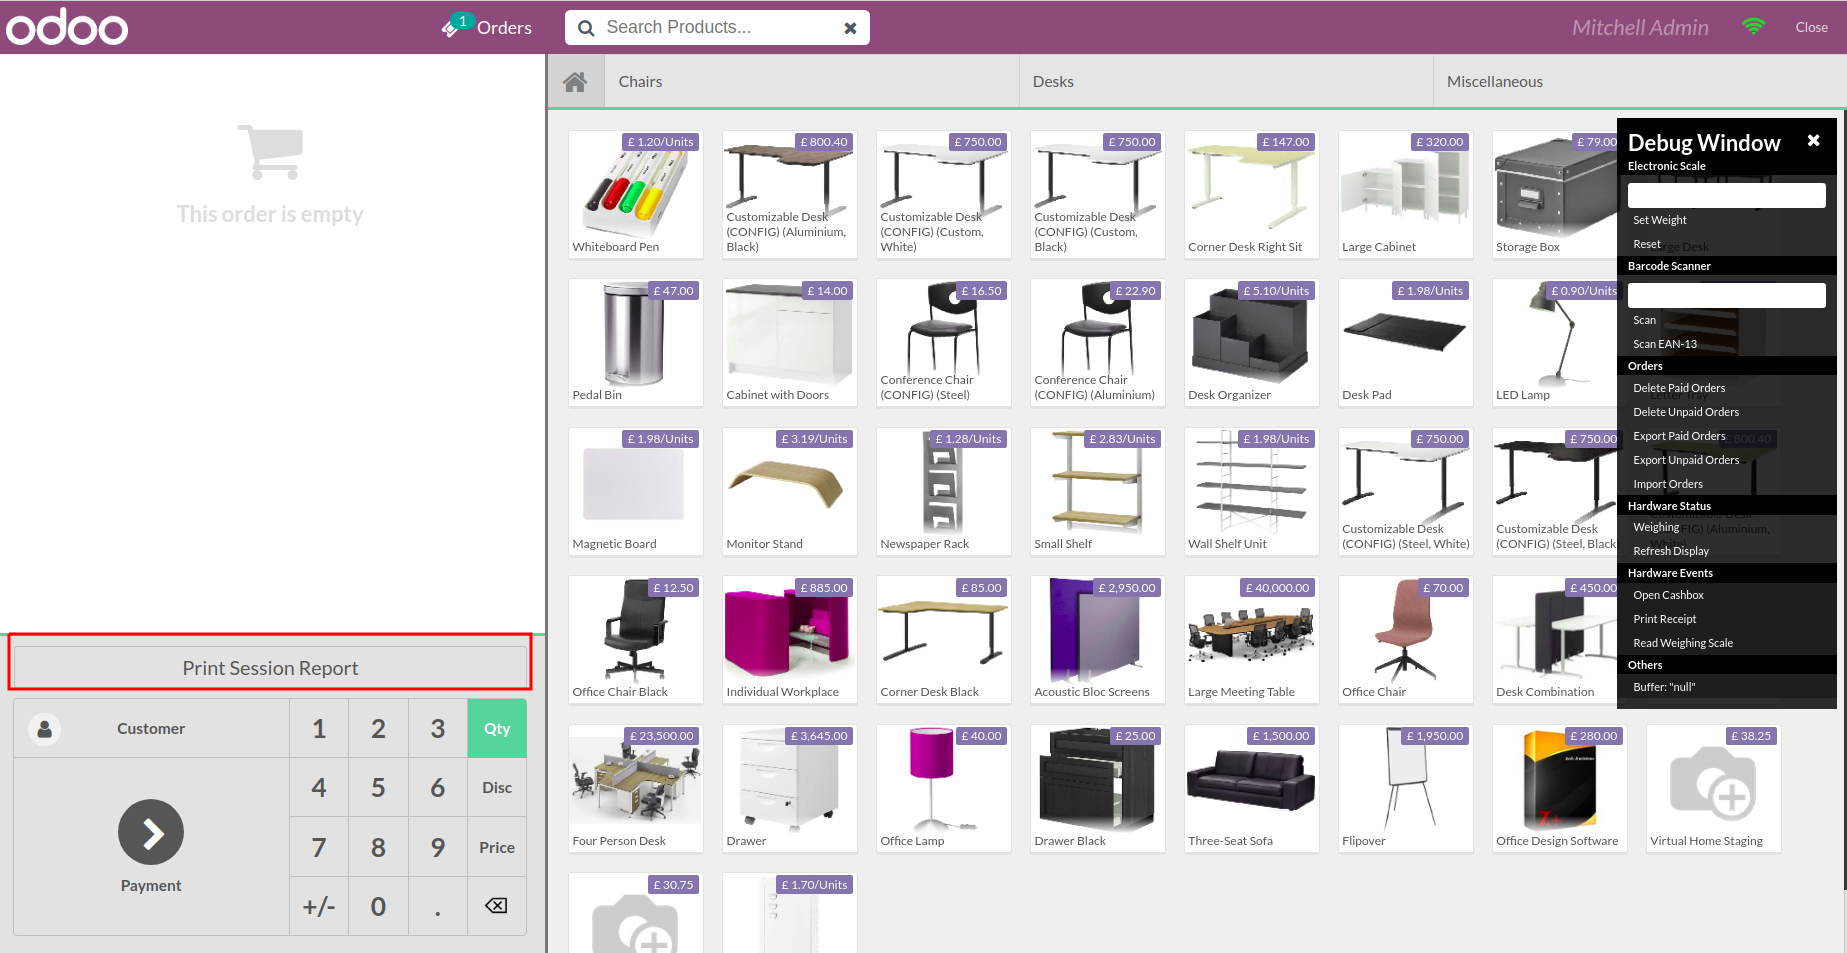 odoo
1
Orders
Search Products...
Mitchell Admin
Close
Chairs
Desks
Miscellaneous
This order is empty
£ 1.20/Units
Whiteboard Pen
£ 800.40
Customizable Desk
(CONFIG) (Aluminium,
Black)
£ 750.00
Customizable Desk
(CONFIG) (Custom,
White)
£ 750.00
Customizable Desk
(CONFIG) (Custom,
Black)
£ 147.00
Corner Desk Right Sit
£ 320.00
Large Cabinet
£ 79.00
Storage Box
£ 47.00
Pedal Bin
£ 14.00
Cabinet with Doors
£ 16.50
Conference Chair
(CONFIG) (Steel)
£ 22.90
Conference Chair
(CONFIG) (Aluminium)
£ 5.10/Units
Desk Organizer
£ 1.98/Units
Desk Pad
£ 0.90/Units
LED Lamp
£ 1.98/Units
Magnetic Board
£ 3.19/Units
Monitor Stand
£ 1.28/Units
Newspaper Rack
£ 2.83/Units
Small Shelf
£ 1.98/Units
Wall Shelf Unit
£ 750.00
Customizable Desk
(CONFIG) (Steel, White)
£ 750.00
Customizable Desk
(CONFIG) (Steel, Black)
£ 12.50
Office Chair Black
£ 885.00
Individual Workplace
£ 85.00
Corner Desk Black
£ 2,950.00
Acoustic Bloc Screens
£ 40,000.00
Large Meeting Table
£ 70.00
Office Chair
£ 450.00
Desk Combination
£ 23,500.00
Four Person Desk
£ 3,645.00
Drawer
£ 40.00
Office Lamp
£ 25.00
Drawer Black
£ 1,500.00
Three-Seat Sofa
£ 1,950.00
Flipover
£ 280.00
Office Design Software
£ 38.25
Virtual Home Staging
£ 30.75
£ 1.70/Units
Debug Window
Electronic Scale
Set Weight
Reset
Barcode Scanner
Scan
Scan EAN-13
Orders
Delete Paid Orders
Delete Unpaid Orders
Export Paid Orders
Export Unpaid Orders
Import Orders
Hardware Status
Weighing
Refresh Display
Hardware Events
Open Cashbox
Print Receipt
Read Weighing Scale
Others
Buffer: "null"
Print Session Report
Customer
1 2 3 Qty
4 5 6 Disc
7 8 9 Price
+/- 0 .
Payment